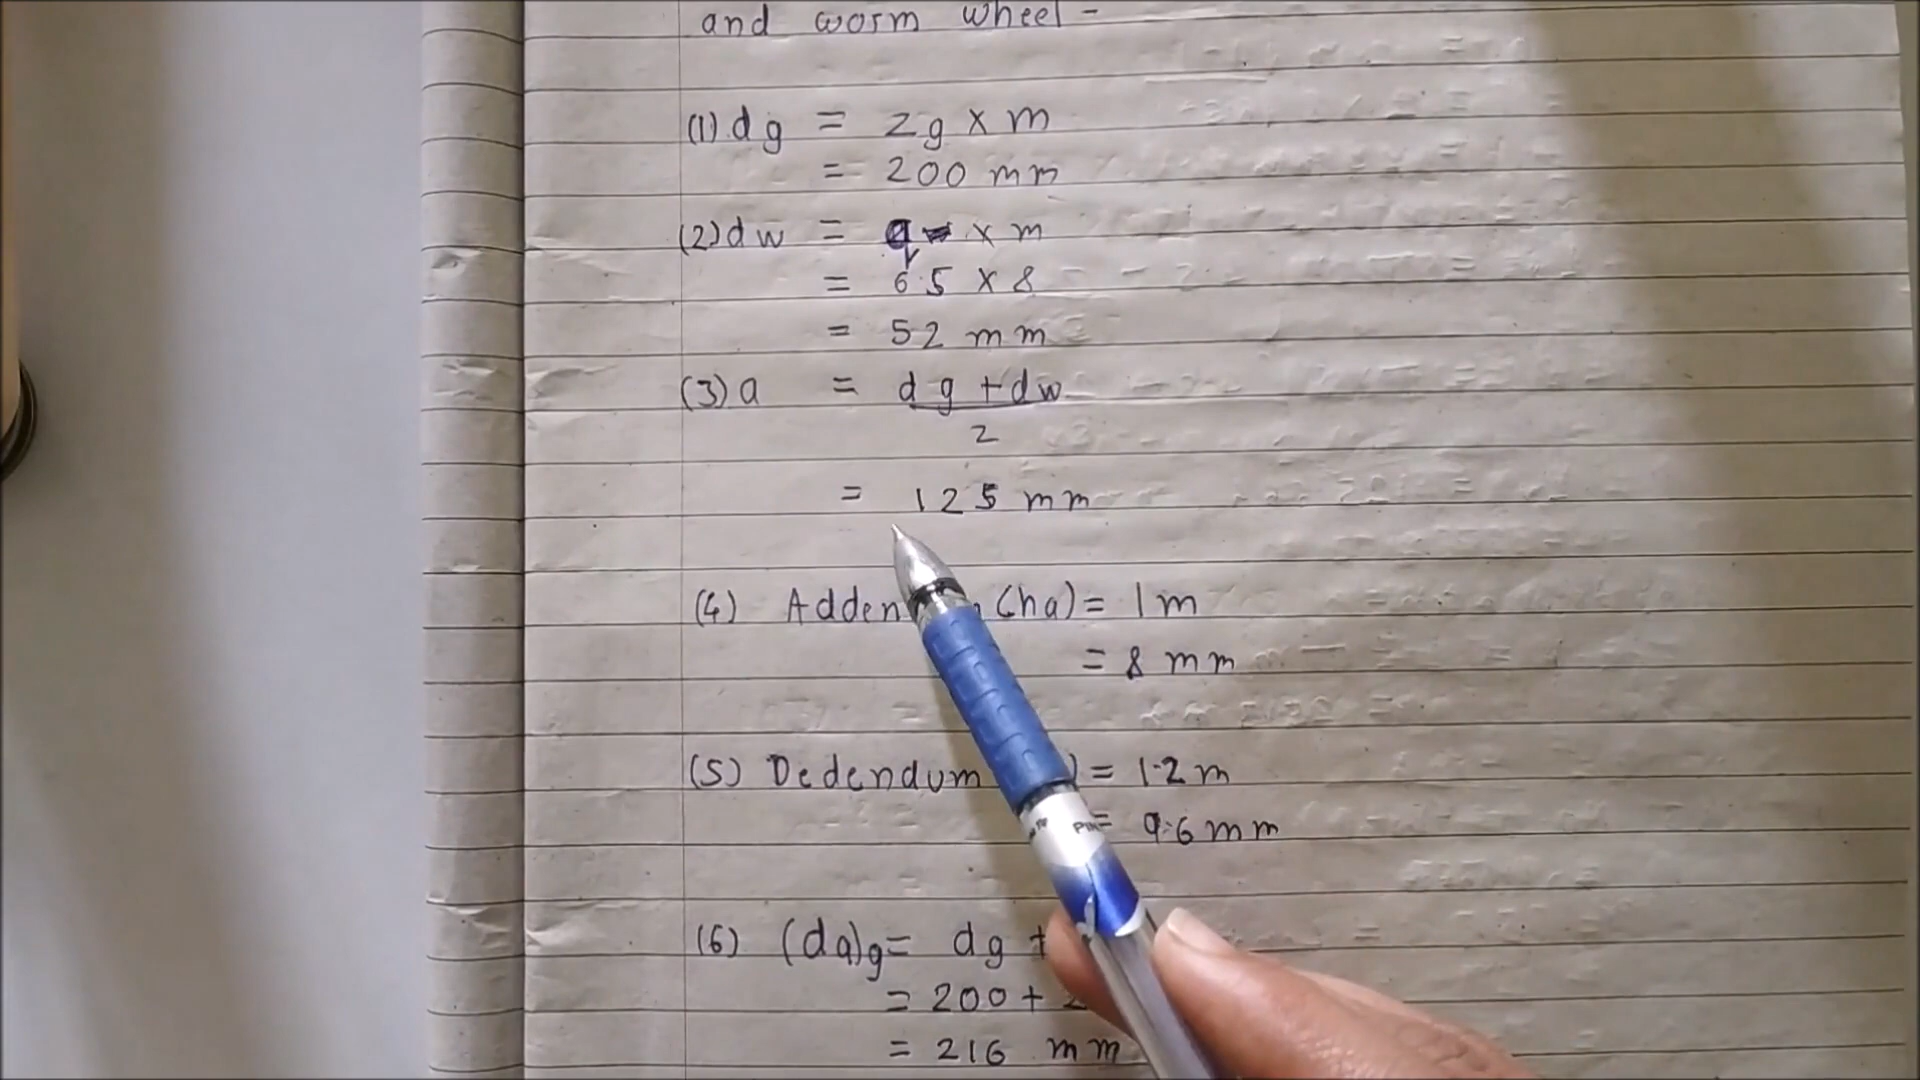 and worm wheel -
(1) dg = zg x m
= 200 mm
(2) dw = q x m
= 6.5 x 8
= 52 mm
(3) a = dg + dw
2
= 125 mm
(4) Adden (ha) = 1m
= 8 mm
(5) Dedendum ) = 1.2m
= 9.6 mm
(6) (da)g = dg +
= 200 +
= 216 mm